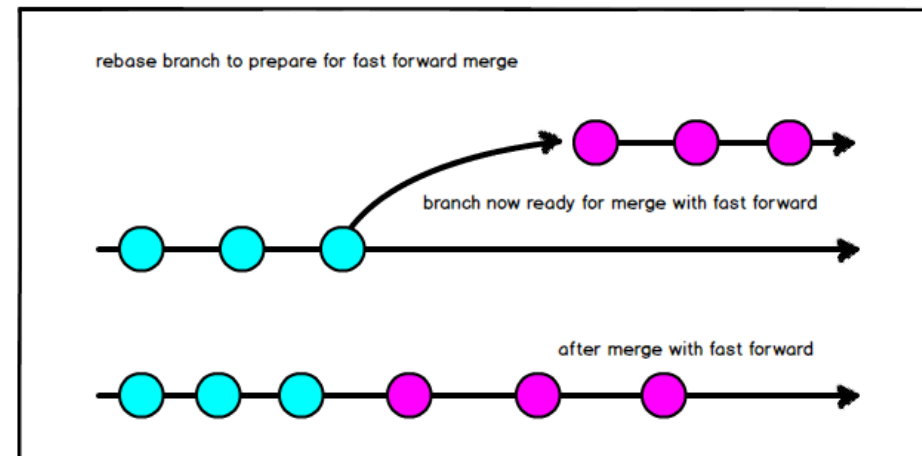 rebase branch to prepare for fast forward merge
branch now ready for merge with fast forward
after merge with fast forward